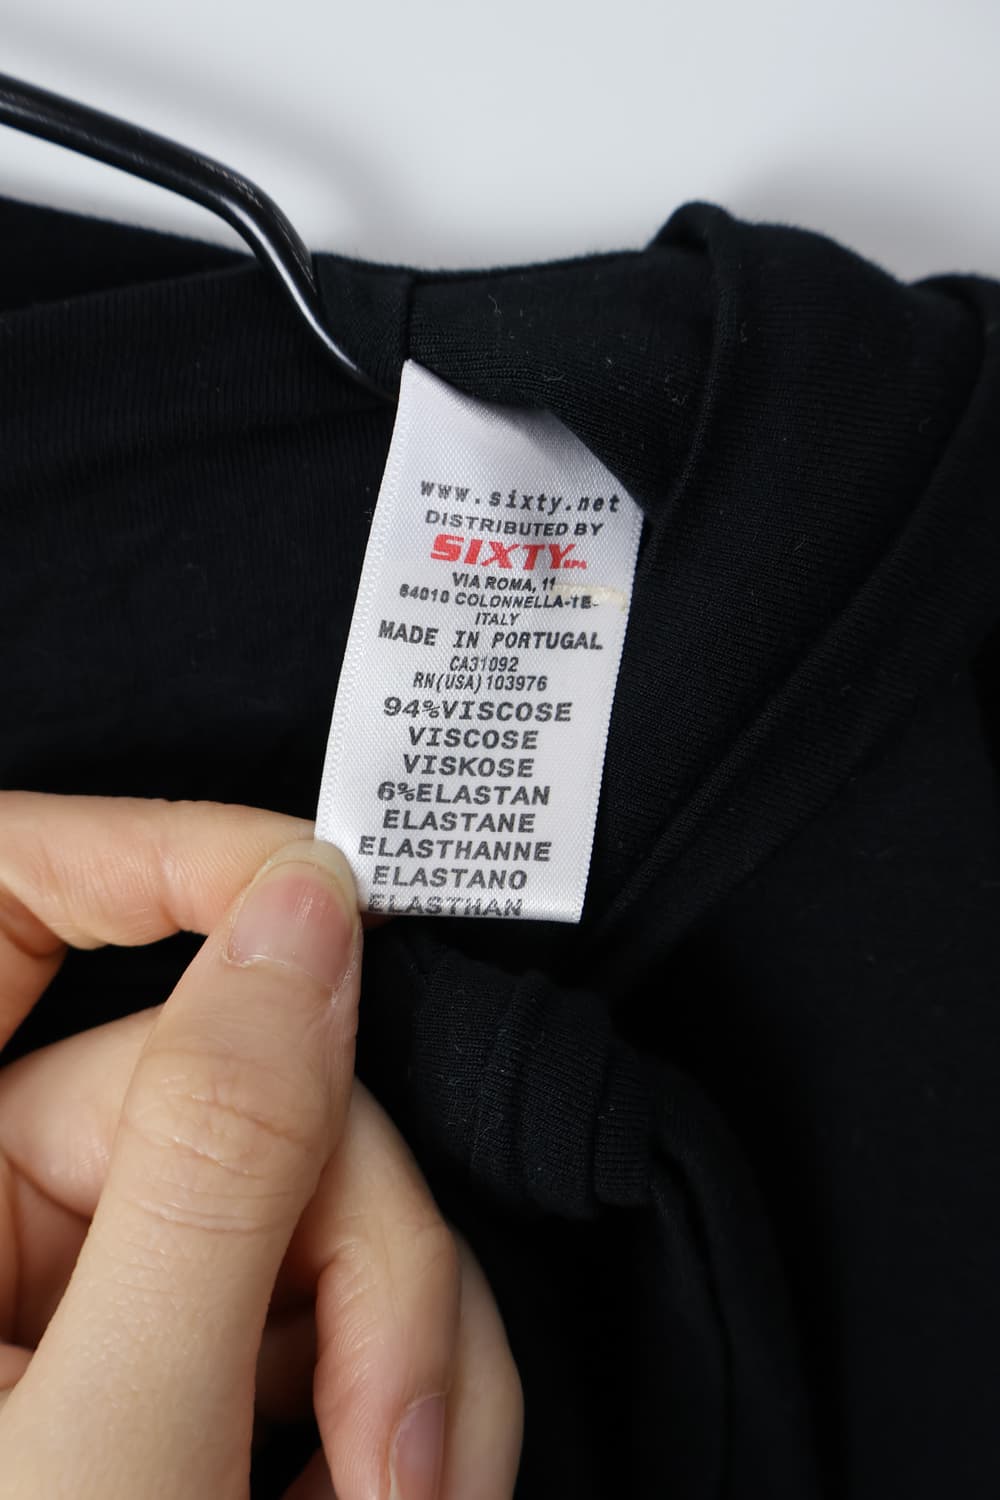 www.sixty.net
DISTRIBUTED BY
SIXTY SPA
VIA ROMA, 11
64010 COLONNELLA-TE-
ITALY
MADE IN PORTUGAL
CA31092
RN(USA)103976
94%VISCOSE
VISCOSE
VISKOSE
6%ELASTAN
ELASTANE
ELASTHANNE
ELASTANO
ELASTHAN